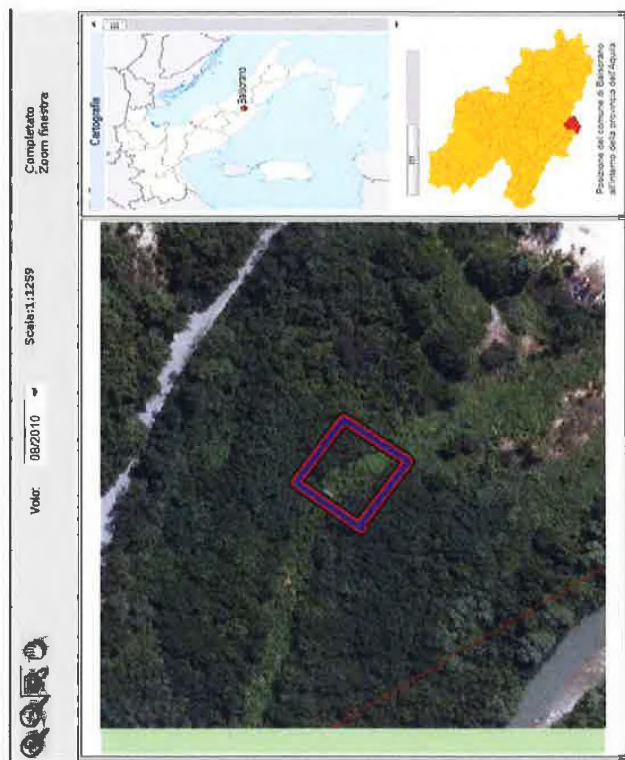 Volo: 08/2010 Scala:1:1259 Completato
Zoom finestra
Cartografia
Balsorano
Posizione del comune di Balsorano
all'interno della provincia dell'Aquila